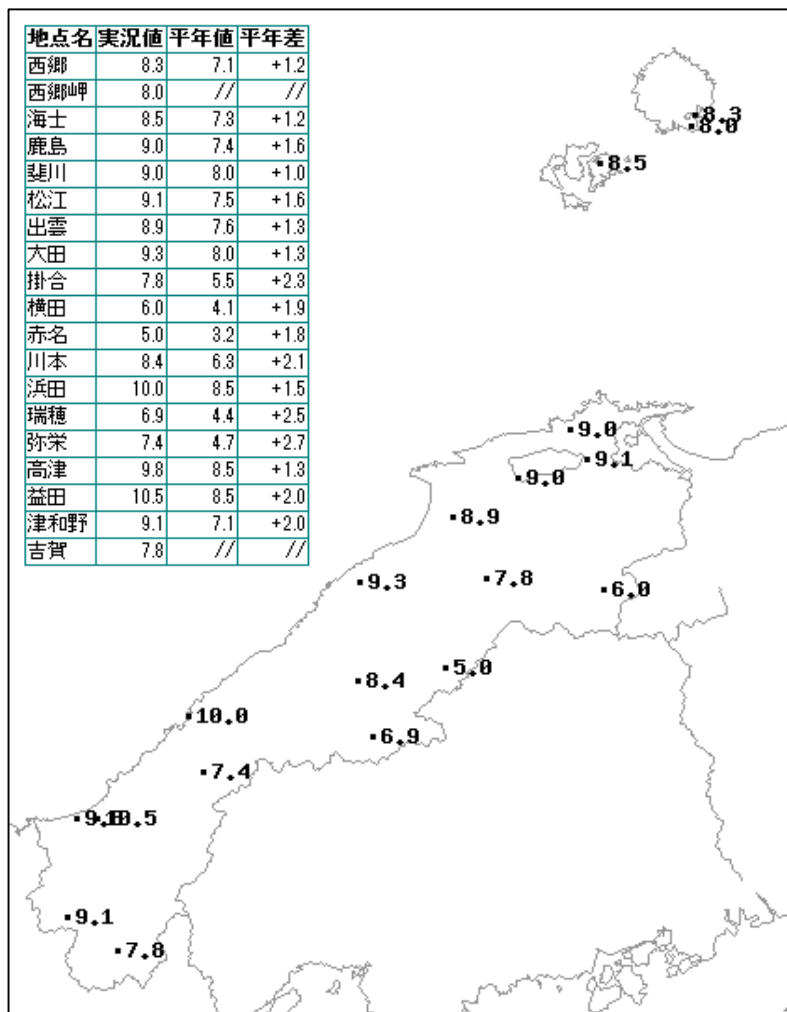 地点名 実況値 平年値 平年差
西郷 8.3 7.1 +1.2
西郷岬 8.0 // //
海士 8.5 7.3 +1.2
鹿島 9.0 7.4 +1.6
斐川 9.0 8.0 +1.0
松江 9.1 7.5 +1.6
出雲 8.9 7.6 +1.3
大田 9.3 8.0 +1.3
掛合 7.8 5.5 +2.3
横田 6.0 4.1 +1.9
赤名 5.0 3.2 +1.8
川本 8.4 6.3 +2.1
浜田 10.0 8.5 +1.5
瑞穂 6.9 4.4 +2.5
弥栄 7.4 4.7 +2.7
高津 9.8 8.5 +1.3
益田 10.5 8.5 +2.0
津和野 9.1 7.1 +2.0
吉賀 7.8 // //
8.3
8.0
8.5
9.0
9.1
9.0
8.9
9.3
7.8
6.0
5.0
8.4
10.0
6.9
7.4
10.5
9.1
7.8